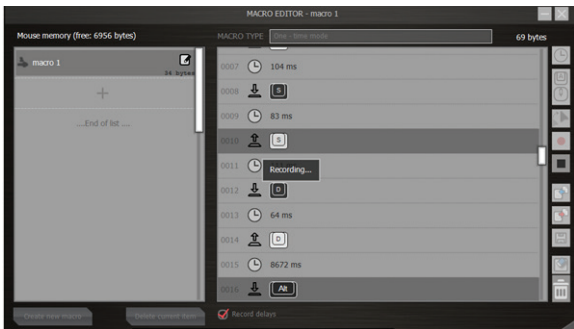 MACRO EDITOR - macro 1
Mouse memory (free: 6956 bytes)
MACRO TYPE One - time mode 69 bytes
macro 1
36 bytes
....End of list ....
S
0007 104 ms
0008 S
0009 83 ms
0010 S
0011
Recording...
0012 D
0013 64 ms
0014 D
0015 8672 ms
0016 Alt
Create new macro Delete current item Record delays